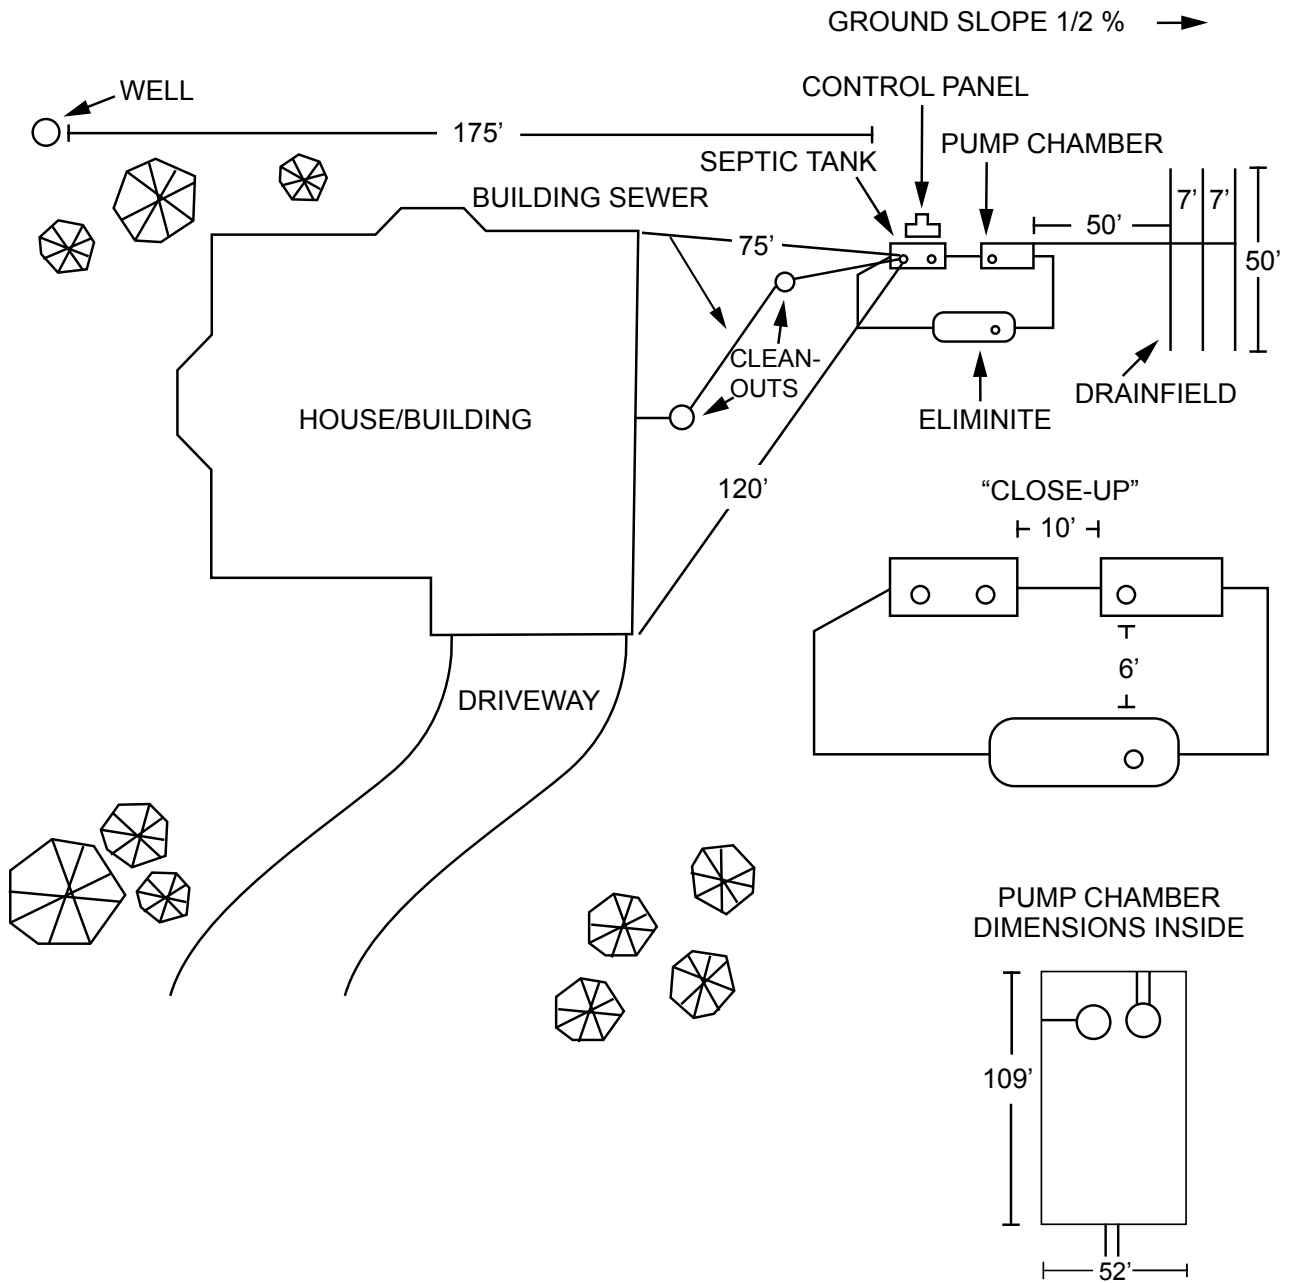 GROUND SLOPE 1/2 %
CONTROL PANEL
WELL
175’
PUMP CHAMBER
SEPTIC TANK
BUILDING SEWER
7’ 7’
50’
75’
50’
CLEAN-
OUTS
DRAINFIELD
HOUSE/BUILDING
ELIMINITE
120’
“CLOSE-UP”
10’
6’
DRIVEWAY
PUMP CHAMBER
DIMENSIONS INSIDE
109’
52’